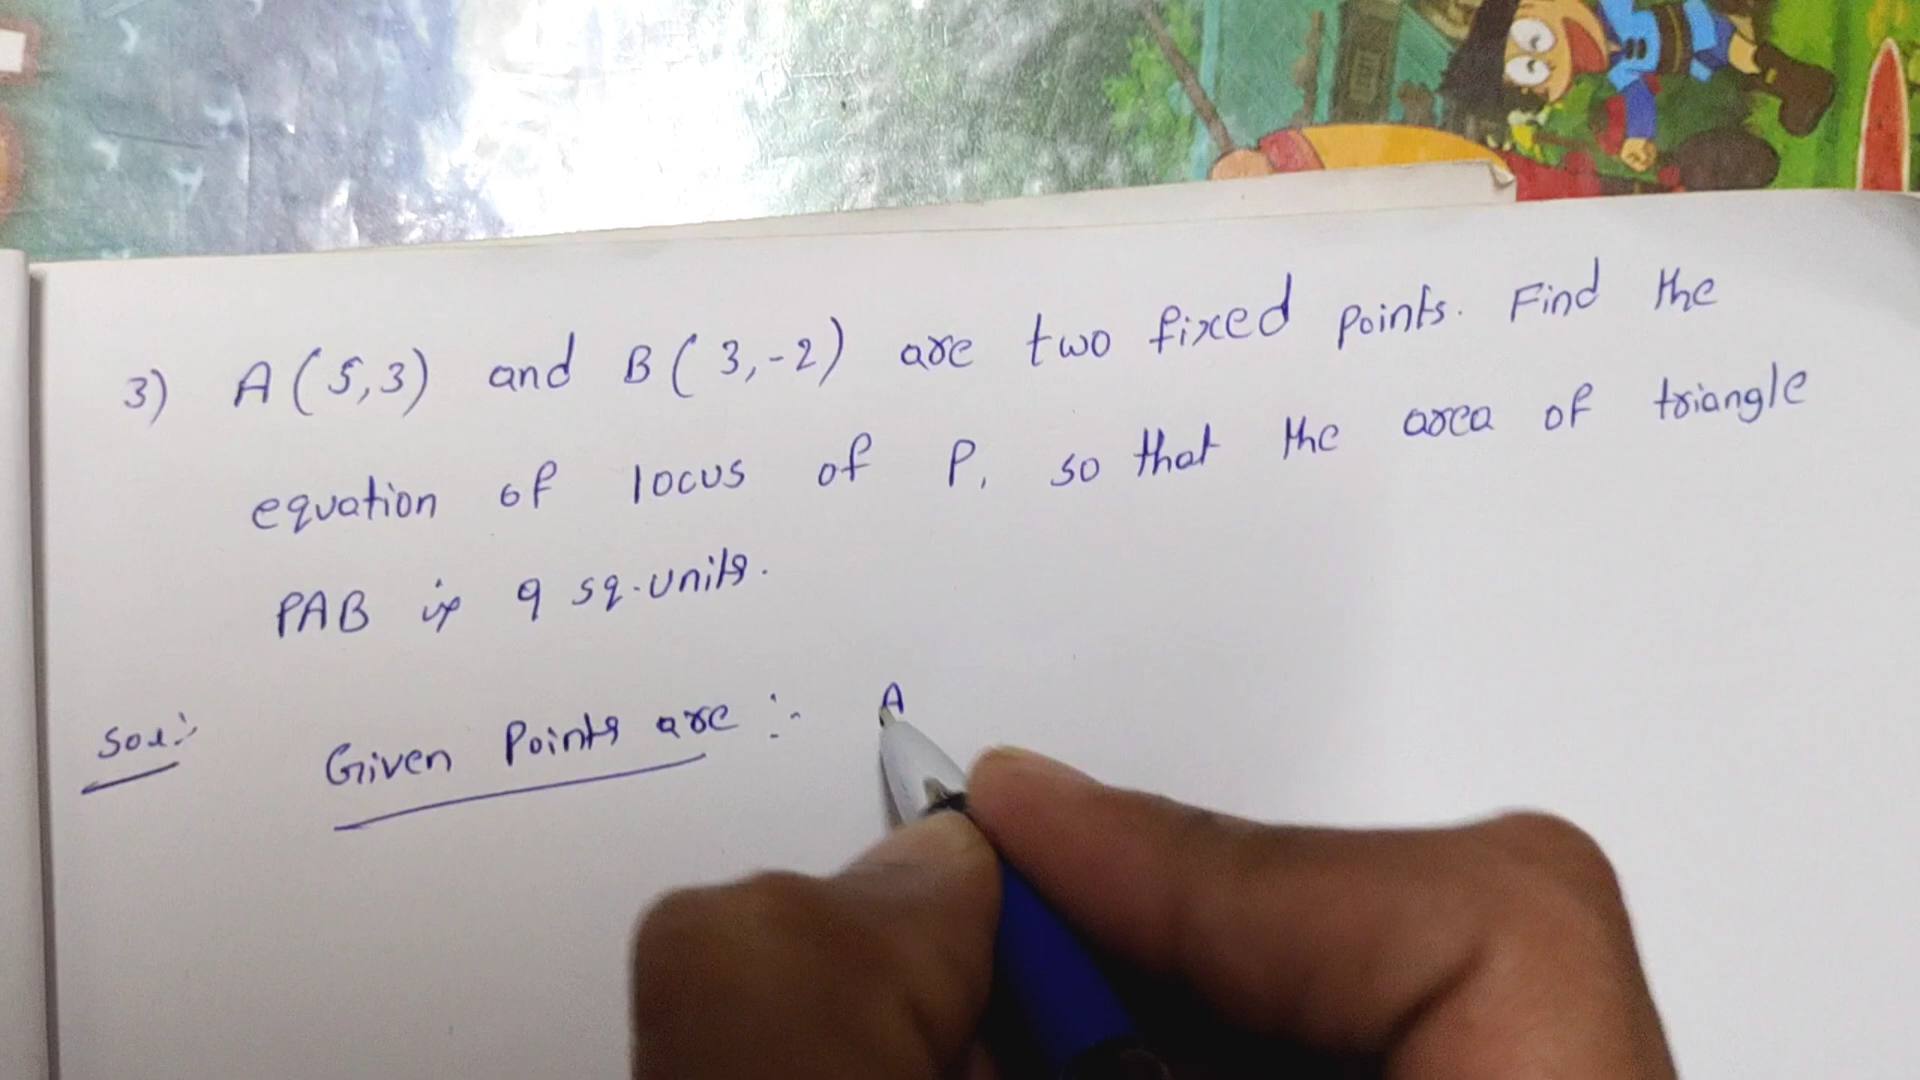 3) A(5,3) and B(3,-2) are two fixed points. Find the
equation of locus of P, so that the area of triangle
PAB is 9 sq.units.
Sol:- Given Points are :- A